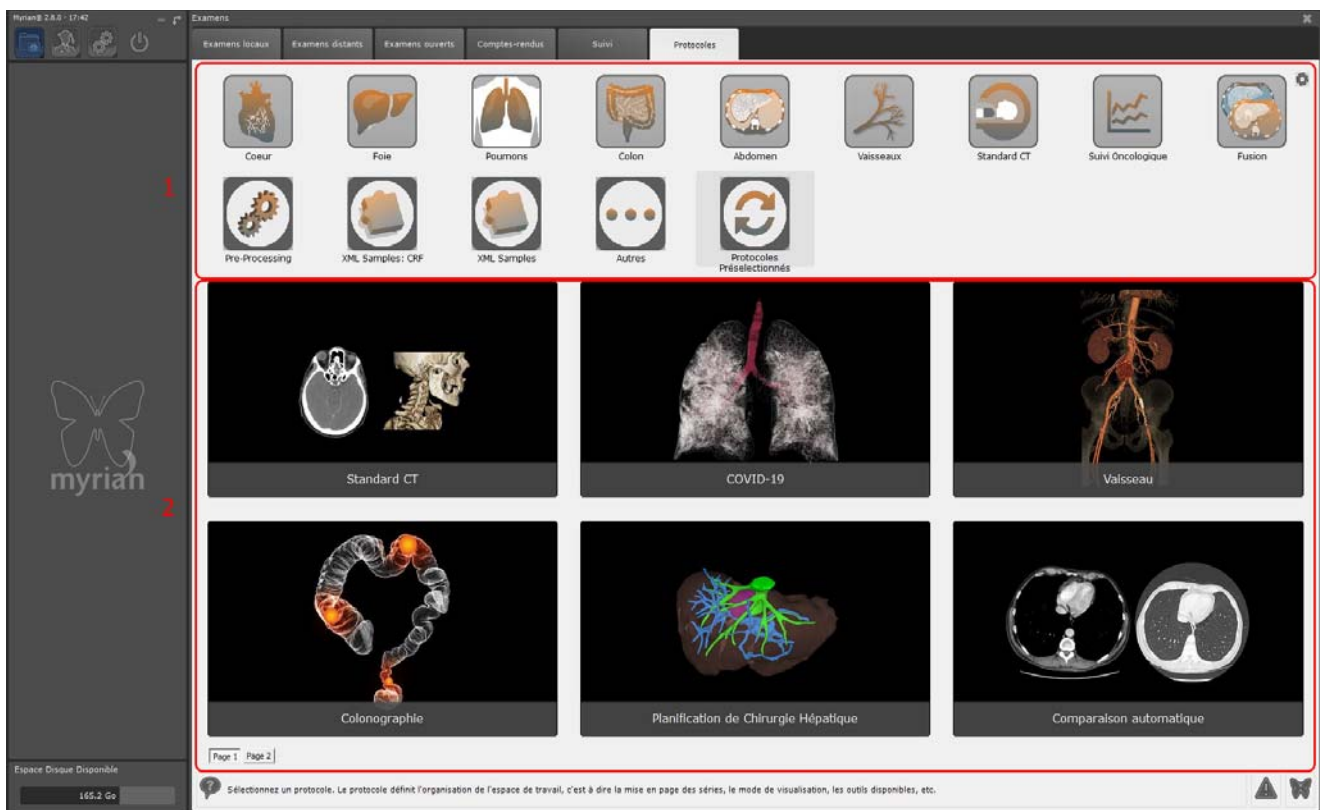 Myrian® 2.8.0 - 17:42
Examens
Examens locaux
Examens distants
Examens ouverts
Comptes-rendus
Suivi
Protocoles
Coeur
Foie
Poumons
Colon
Abdomen
Vaisseaux
Standard CT
Suivi Oncologique
Fusion
1
Pre-Processing
XML Samples: CRF
XML Samples
Autres
Protocoles
Préselectionnés
Standard CT
COVID-19
Vaisseau
myrian
2
Colonographie
Planification de Chirurgie Hépatique
Comparaison automatique
Page 1
Page 2
Espace Disque Disponible
165.2 Go
Sélectionnez un protocole. Le protocole définit l'organisation de l'espace de travail, c'est à dire la mise en page des séries, le mode de visualisation, les outils disponibles, etc.